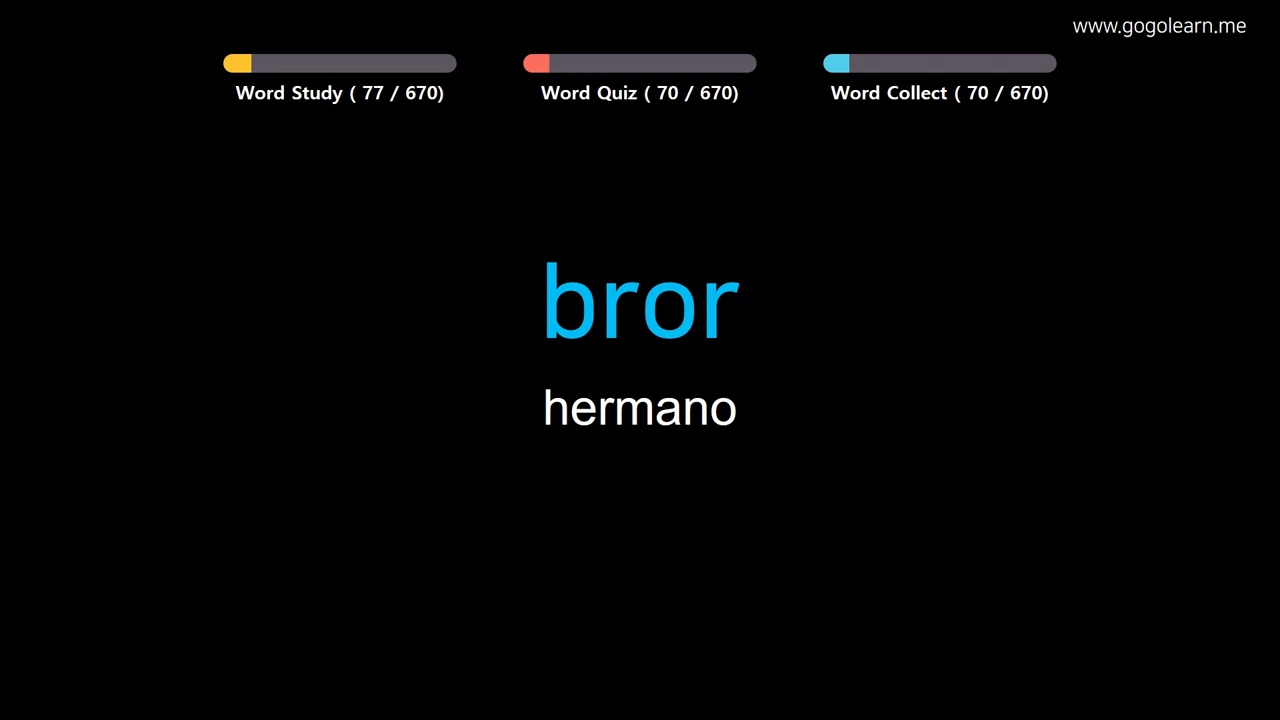 www.gogolearn.me
Word Study ( 77 / 670)
Word Quiz ( 70 / 670)
Word Collect ( 70 / 670)
bror
hermano